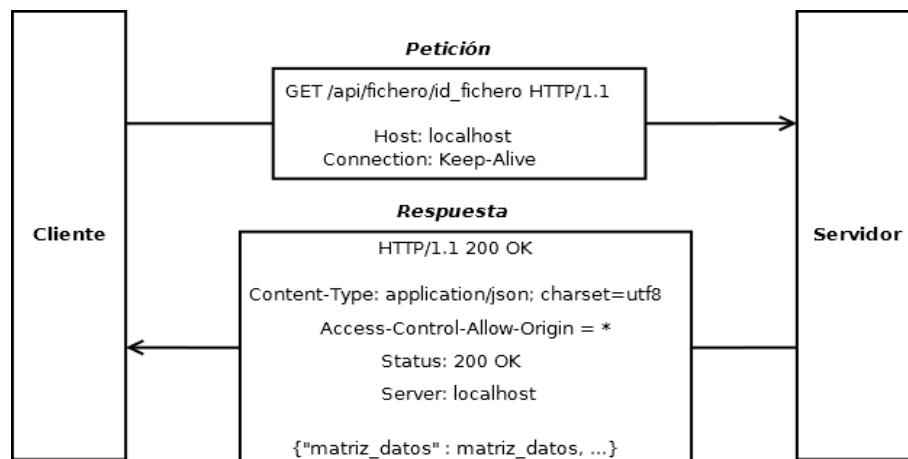 Petición
GET /api/fichero/id_fichero HTTP/1.1
Host: localhost
Connection: Keep-Alive
Cliente
Servidor
Respuesta
HTTP/1.1 200 OK
Content-Type: application/json; charset=utf8
Access-Control-Allow-Origin = *
Status: 200 OK
Server: localhost
{"matriz_datos" : matriz_datos, ...}